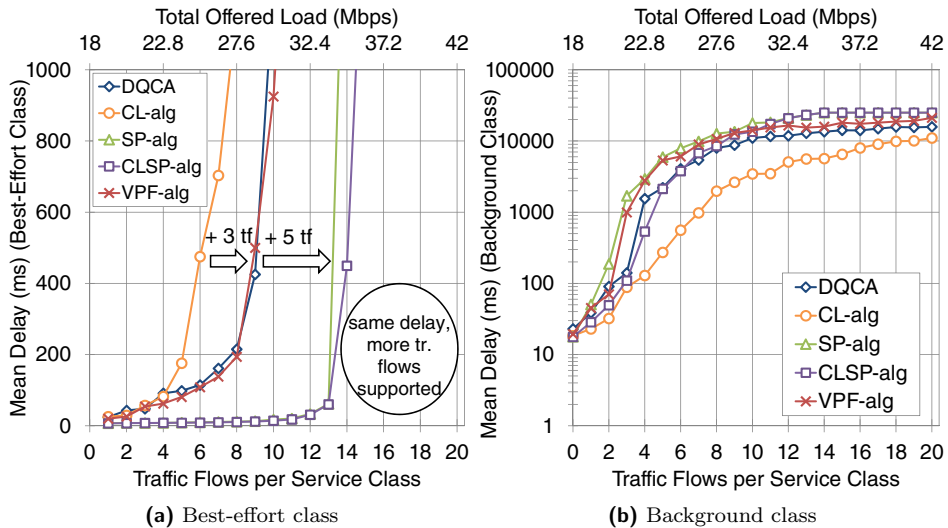 Total Offered Load (Mbps)
18 22.8 27.6 32.4 37.2 42
1000
800
600
400
200
0
Mean Delay (ms) (Best-Effort Class)
DQCA
CL-alg
SP-alg
CLSP-alg
VPF-alg
+ 3 tf
+ 5 tf
same delay,
more tr.
flows
supported
0 2 4 6 8 10 12 14 16 18 20
Traffic Flows per Service Class
(a) Best-effort class
Total Offered Load (Mbps)
18 22.8 27.6 32.4 37.2 42
100000
10000
1000
100
10
1
Mean Delay (ms) (Background Class)
DQCA
CL-alg
SP-alg
CLSP-alg
VPF-alg
0 2 4 6 8 10 12 14 16 18 20
Traffic Flows per Service Class
(b) Background class